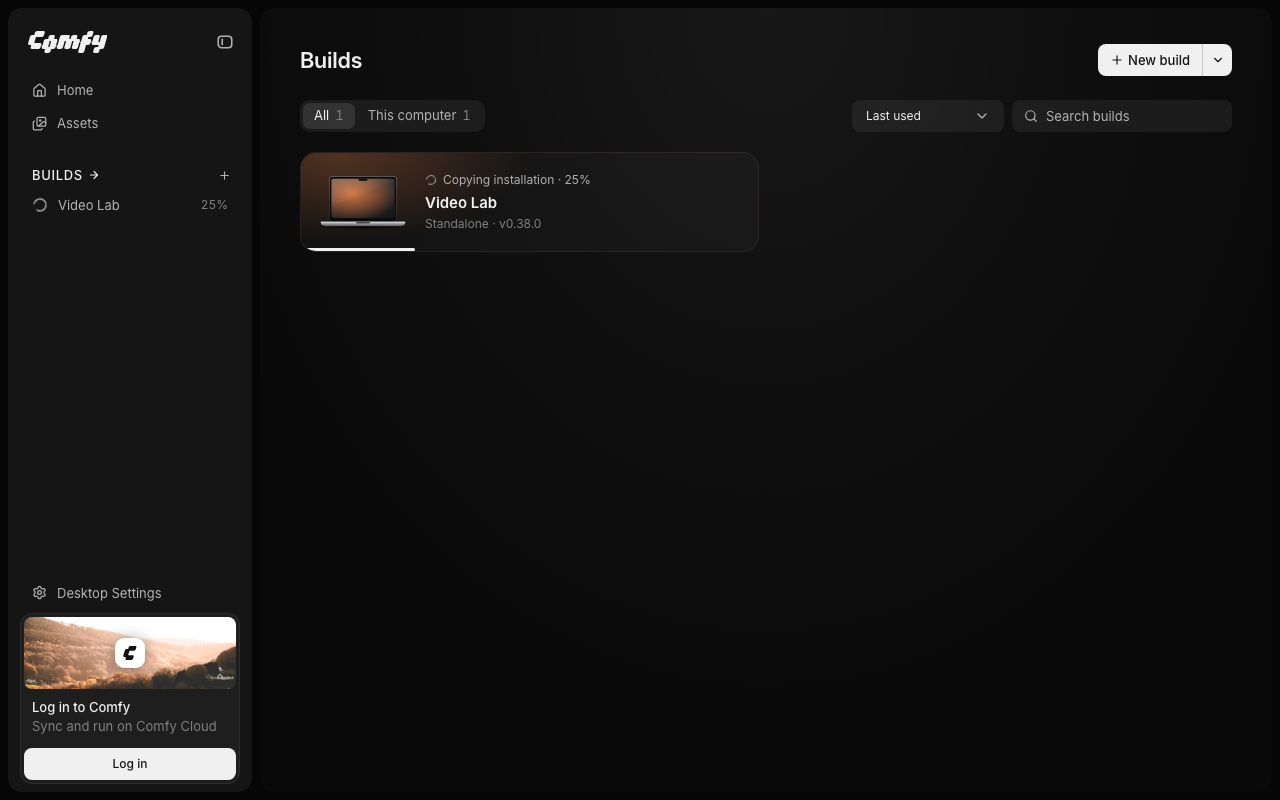 Comfy
Home
Assets
BUILDS
Video Lab 25%
Desktop Settings
Log in to Comfy
Sync and run on Comfy Cloud
Log in
Builds
New build
All 1
This computer 1
Last used
Search builds
Copying installation · 25%
Video Lab
Standalone · v0.38.0